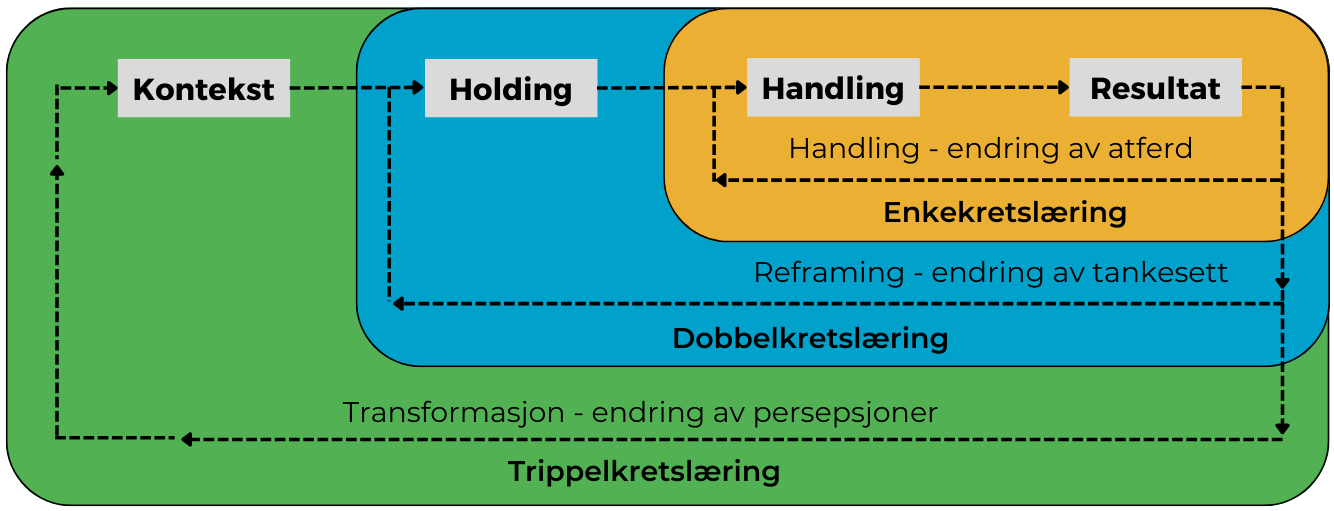 Kontekst
Holding
Handling
Resultat
Handling - endring av atferd
Enkekretslæring
Reframing - endring av tankesett
Dobbelkretslæring
Transformasjon - endring av persepsjoner
Trippelkretslæring